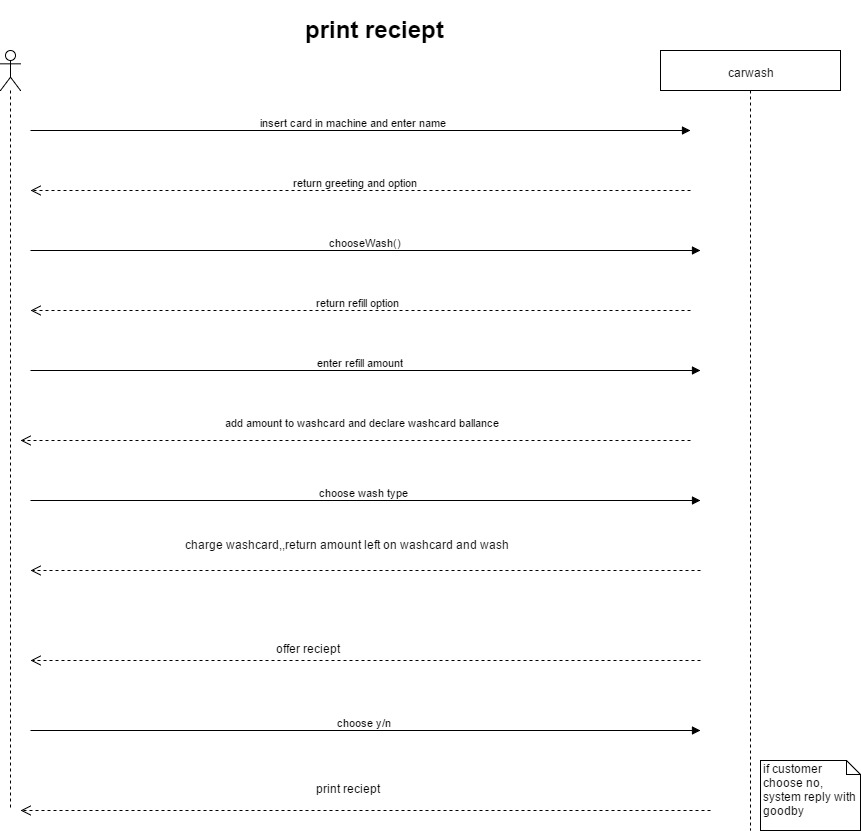 print reciept
carwash
insert card in machine and enter name
return greeting and option
chooseWash()
return refill option
enter refill amount
add amount to washcard and declare washcard ballance
choose wash type
charge washcard,,return amount left on washcard and wash
offer reciept
choose y/n
print reciept
if customer
choose no,
system reply with
goodby